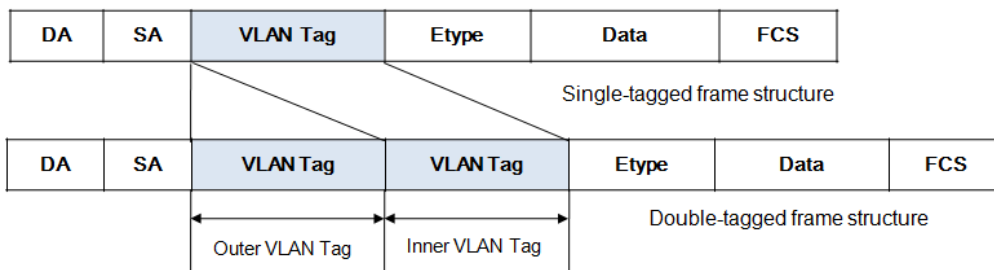 DA SA VLAN Tag Etype Data FCS
Single-tagged frame structure
DA SA VLAN Tag VLAN Tag Etype Data FCS
Double-tagged frame structure
Outer VLAN Tag Inner VLAN Tag